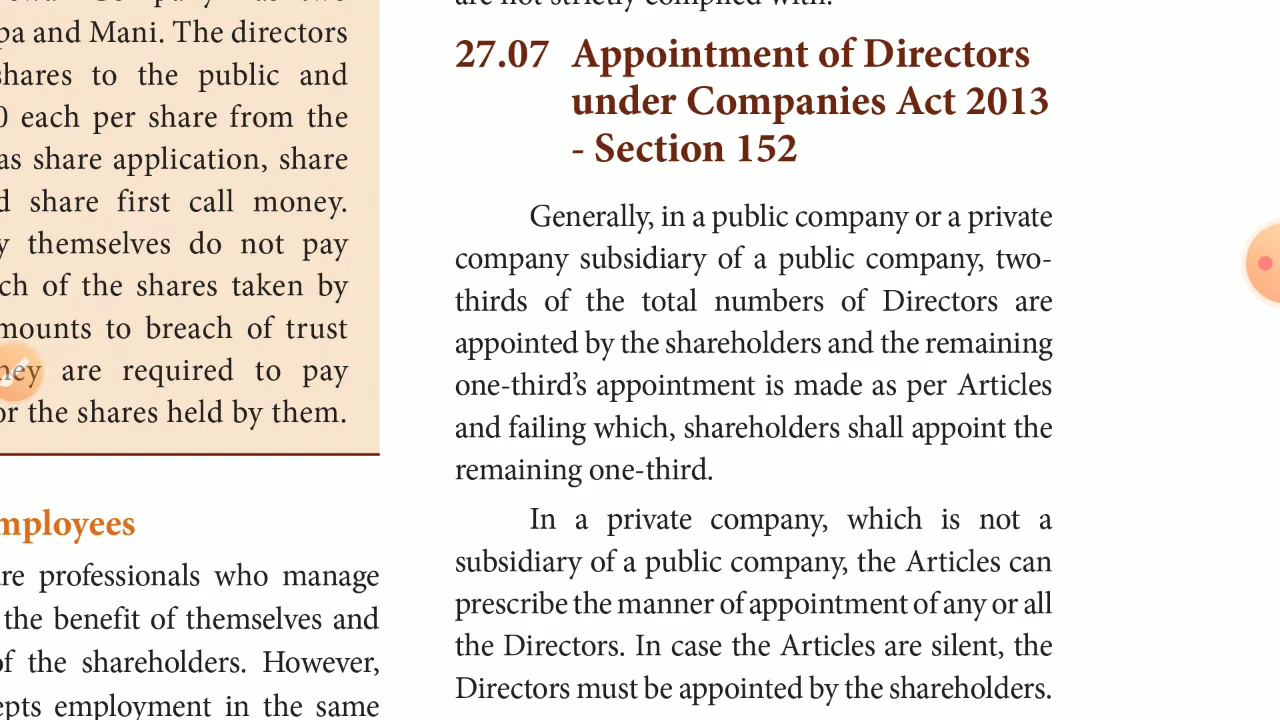 pa and Mani. The directors
shares to the public and
0 each per share from the
as share application, share
d share first call money.
y themselves do not pay
ch of the shares taken by
mounts to breach of trust
hey are required to pay
or the shares held by them.
mployees
re professionals who manage
the benefit of themselves and
of the shareholders. However,
epts employment in the same
are not strictly complied with.
27.07 Appointment of Directors
under Companies Act 2013
- Section 152
Generally, in a public company or a private
company subsidiary of a public company, two-
thirds of the total numbers of Directors are
appointed by the shareholders and the remaining
one-third’s appointment is made as per Articles
and failing which, shareholders shall appoint the
remaining one-third.
In a private company, which is not a
subsidiary of a public company, the Articles can
prescribe the manner of appointment of any or all
the Directors. In case the Articles are silent, the
Directors must be appointed by the shareholders.